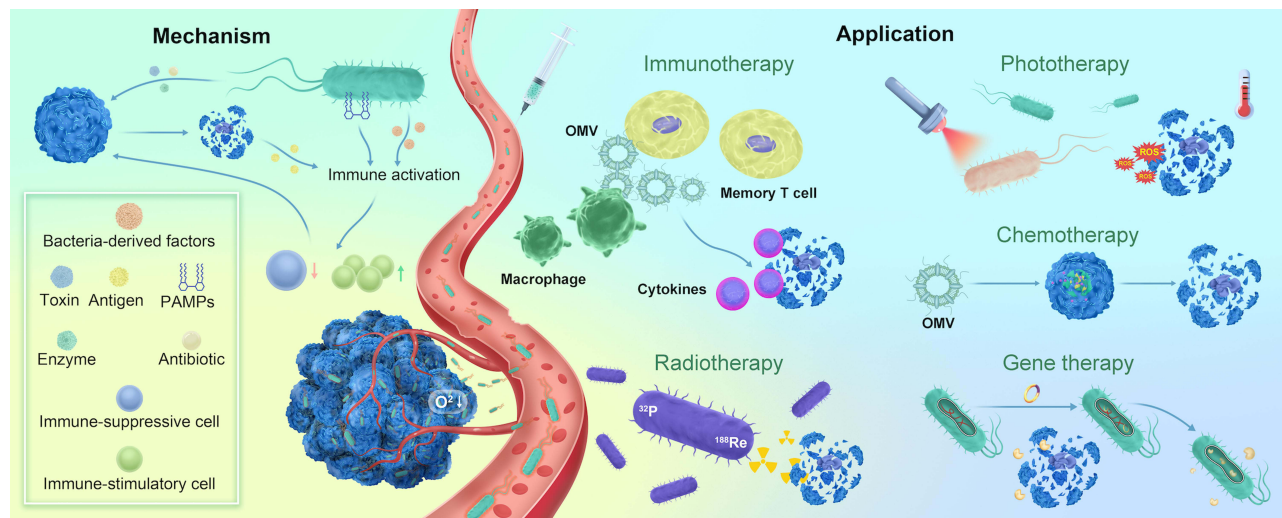 Mechanism
Immune activation
Bacteria-derived factors
Toxin
Antigen
PAMPs
Enzyme
Antibiotic
Immune-suppressive cell
Immune-stimulatory cell
O² ↓
Application
Immunotherapy
OMV
Memory T cell
Macrophage
Cytokines
Phototherapy
ROS
ROS
ROS
Chemotherapy
OMV
Radiotherapy
³²P
¹⁸⁸Re
Gene therapy